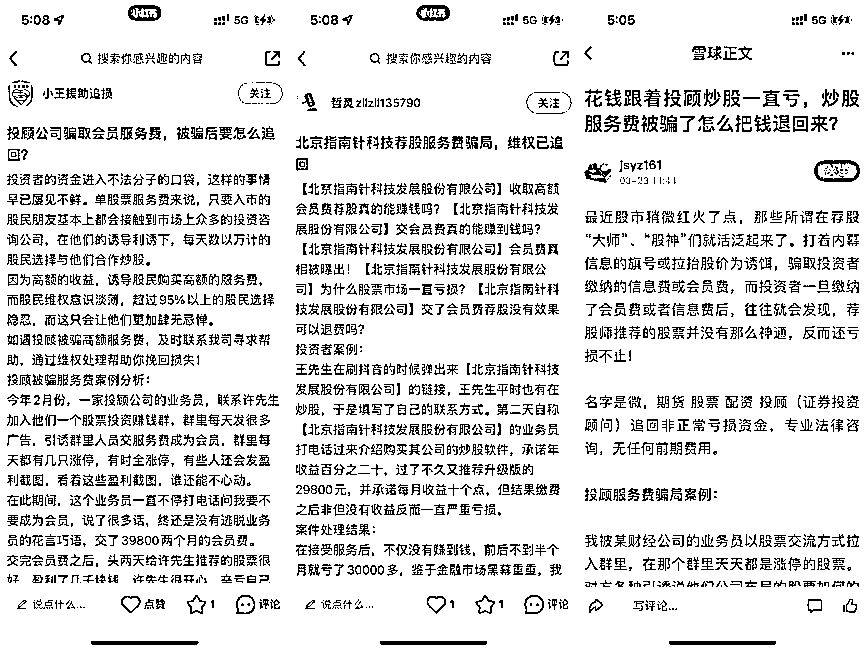 5:08
小红书
5G
搜索你感兴趣的内容
小王援助追损
关注
投顾公司骗取会员服务费，被骗后要怎么追
回？
投资者的资金进入不法分子的口袋，这样的事情
早已屡见不鲜。单股票服务费来说，只要入市的
股民朋友基本上都会接触到市场上众多的投资咨
询公司，在他们的诱导利诱下，每天数以万计的
股民选择与他们合作炒股。
因为高额的收益，诱导股民购买高额的服务费，
而股民维权意识淡薄，超过95%以上的股民选择
隐忍，而这只会让他们更加肆无忌惮。
如遇投顾被骗高额服务费，及时联系我司寻求帮
助，通过维权处理帮助你挽回损失！
投顾被骗服务费案例分析：
今年2月份，一家投顾公司的业务员，联系许先生
加入他们一个股票投资赚钱群，群里每天发很多
广告，引诱群里人员交服务费成为会员，群里每
天都有几只涨停，有时全涨停，有些人还会发盈
利截图，看着这些盈利截图，谁还能不心动。
在此期间，这个业务员一直不停打电话问我要不
要成为会员，说了很多话，终还是没有逃脱业务
员的花言巧语，交了39800两个月的会员费。
交完会员费之后，头两天给许先生推荐的股票很
好，盈利了几千块钱，许先生很开心，幸亏自己
说点什么...
点赞
1
评论
5:08
小红书
5G
搜索你感兴趣的内容
哲灵zlizli135790
关注
北京指南针科技荐股服务费骗局，维权已追
回
【北京指南针科技发展股份有限公司】收取高额
会员费荐股真的能赚钱吗？【北京指南针科技发
展股份有限公司】交会员费真的能赚到钱吗？
【北京指南针科技发展股份有限公司】会员费真
相被曝出！【北京指南针科技发展股份有限公
司】为什么股票市场一直亏损？【北京指南针科
技发展股份有限公司】交了会员费荐股没有效果
可以退费吗？
投资者案例：
王先生在刷抖音的时候弹出来【北京指南针科技
发展股份有限公司】的链接，王先生平时也有在
炒股，于是填写了自己的联系方式。第二天自称
【北京指南针科技发展股份有限公司】的业务员
打电话过来介绍购买其公司的炒股软件，承诺年
收益百分之二十，过了不久又推荐升级版的
29800元，并承诺每月收益十个点，但结果缴费
之后非但没有收益反而一直严重亏损。
案件处理结果：
在接受服务后，不仅没有赚到钱，前后不到半个
月就亏了30000多，鉴于金融市场黑幕重重，我
说点什么...
1
1
评论
5:05
5G
雪球正文
花钱跟着投顾炒股一直亏，炒股
服务费被骗了怎么把钱退回来？
jsyz161
最近股市稍微红火了点，那些所谓在荐股
“大师”、“股神”们就活泛起来了。打着内幕
信息的旗号或拉抬股价为诱饵，骗取投资者
缴纳的信息费或会员费，而投资者一旦缴纳
了会员费或者信息费后，往往就会发现，荐
股师推荐的股票并没有那么神通，反而还亏
损不止！
名字是微，期货 股票 配资 投顾（证券投资
顾问）追回非正常亏损资金，专业法律咨
询，无任何前期费用。
投顾服务费骗局案例：
我被某财经公司的业务员以股票交流方式拉
入群里，在那个群里天天都是涨停的股票。
对方各种引诱说他们公司布局的股票如何的
写评论...